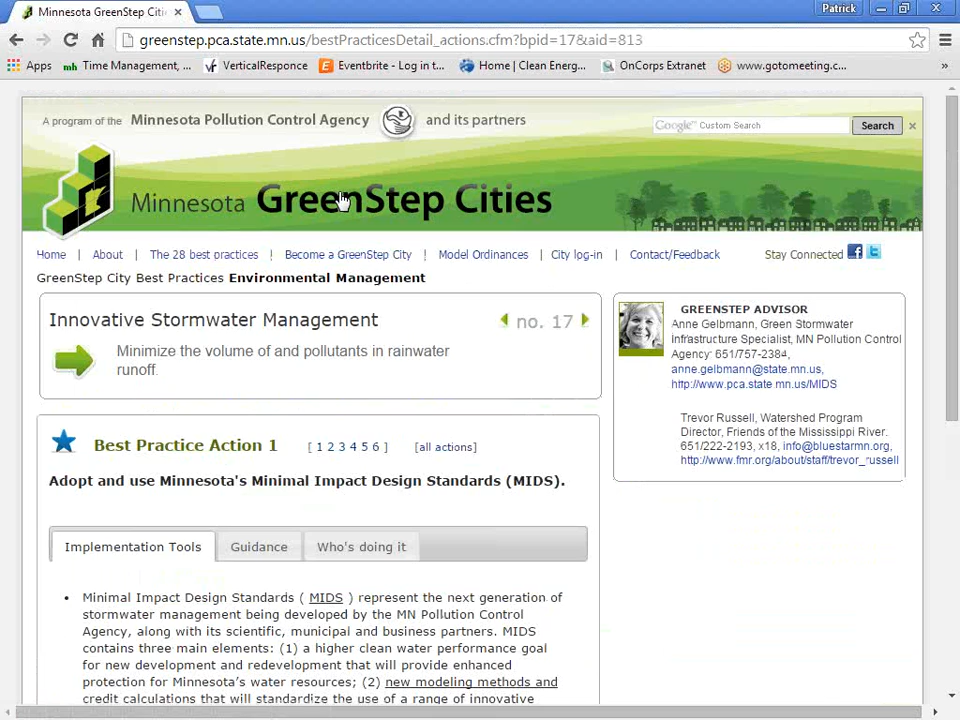 Minnesota GreenStep Citi
Patrick
greenstep.pca.state.mn.us/bestPracticesDetail_actions.cfm?bpid=17&aid=813
Apps Time Management, ... VerticalResponce Eventbrite - Log in t... Home | Clean Energ... OnCorps Extranet www.gotomeeting.c... »
A program of the Minnesota Pollution Control Agency and its partners
Google™ Custom Search Search ×
Minnesota GreenStep Cities
Home | About | The 28 best practices | Become a GreenStep City | Model Ordinances | City log-in | Contact/Feedback Stay Connected
GreenStep City Best Practices Environmental Management
Innovative Stormwater Management no. 17
Minimize the volume of and pollutants in rainwater
runoff.
GREENSTEP ADVISOR
Anne Gelbmann, Green Stormwater
Infrastructure Specialist, MN Pollution Control
Agency: 651/757-2384,
anne.gelbmann@state.mn.us,
http://www.pca.state.mn.us/MIDS
Trevor Russell, Watershed Program
Director, Friends of the Mississippi River.
651/222-2193, x18, info@bluestarmn.org,
http://www.fmr.org/about/staff/trevor_russell
Best Practice Action 1 [ 1 2 3 4 5 6 ] [all actions]
Adopt and use Minnesota's Minimal Impact Design Standards (MIDS).
Implementation Tools Guidance Who's doing it
• Minimal Impact Design Standards ( MIDS ) represent the next generation of
stormwater management being developed by the MN Pollution Control
Agency, along with its scientific, municipal and business partners. MIDS
contains three main elements: (1) a higher clean water performance goal
for new development and redevelopment that will provide enhanced
protection for Minnesota's water resources; (2) new modeling methods and
credit calculations that will standardize the use of a range of innovative